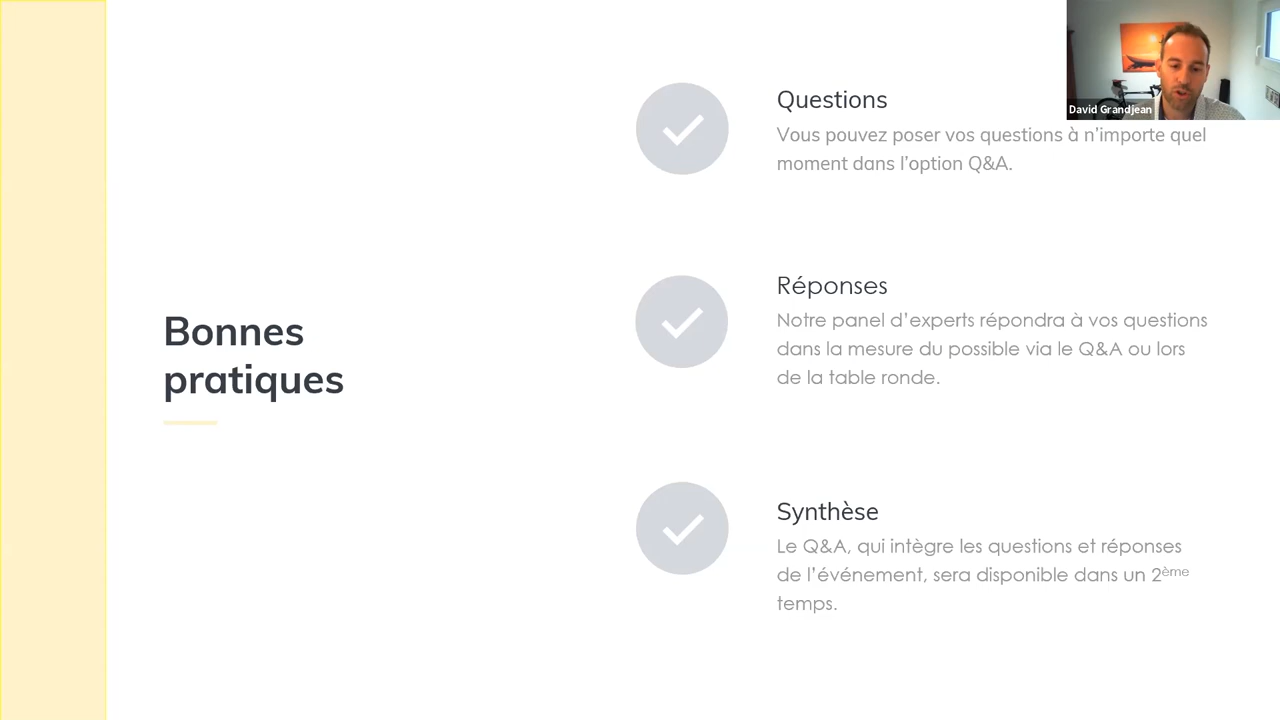 David Grandjean
Bonnes
pratiques
Questions
Vous pouvez poser vos questions à n’importe quel
moment dans l’option Q&A.
Réponses
Notre panel d’experts répondra à vos questions
dans la mesure du possible via le Q&A ou lors
de la table ronde.
Synthèse
Le Q&A, qui intègre les questions et réponses
de l’événement, sera disponible dans un 2ème
temps.